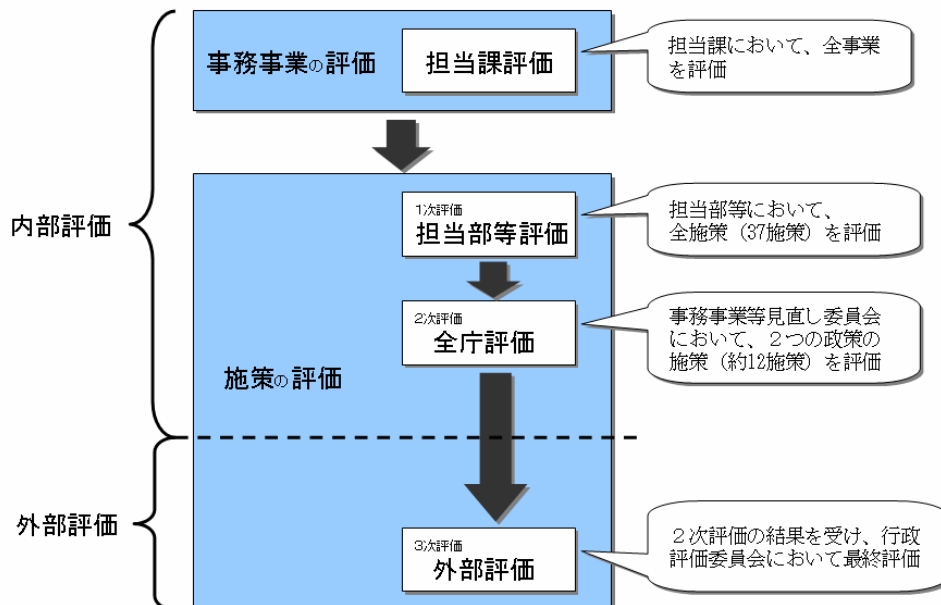 事務事業の評価
担当課評価
担当課において、全事業
を評価
内部評価
1次評価
担当部等評価
担当部等において、
全施策（37施策）を評価
2次評価
全庁評価
事務事業等見直し委員会
において、２つの政策の
施策（約12施策）を評価
施策の評価
外部評価
3次評価
外部評価
２次評価の結果を受け、行政
評価委員会において最終評価